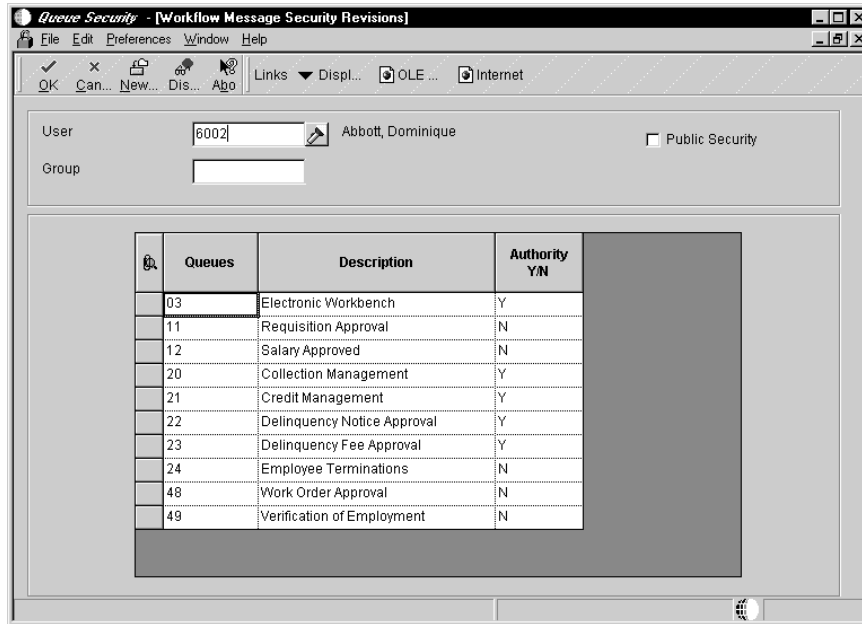 Queue Security - [Workflow Message Security Revisions]
File Edit Preferences Window Help
OK Can... New... Dis... Abo Links Displ... OLE ... Internet
User 6002 Abbott, Dominique Public Security
Group
Queues Description Authority Y/N
03 Electronic Workbench Y
11 Requisition Approval N
12 Salary Approved N
20 Collection Management Y
21 Credit Management Y
22 Delinquency Notice Approval Y
23 Delinquency Fee Approval Y
24 Employee Terminations N
48 Work Order Approval N
49 Verification of Employment N